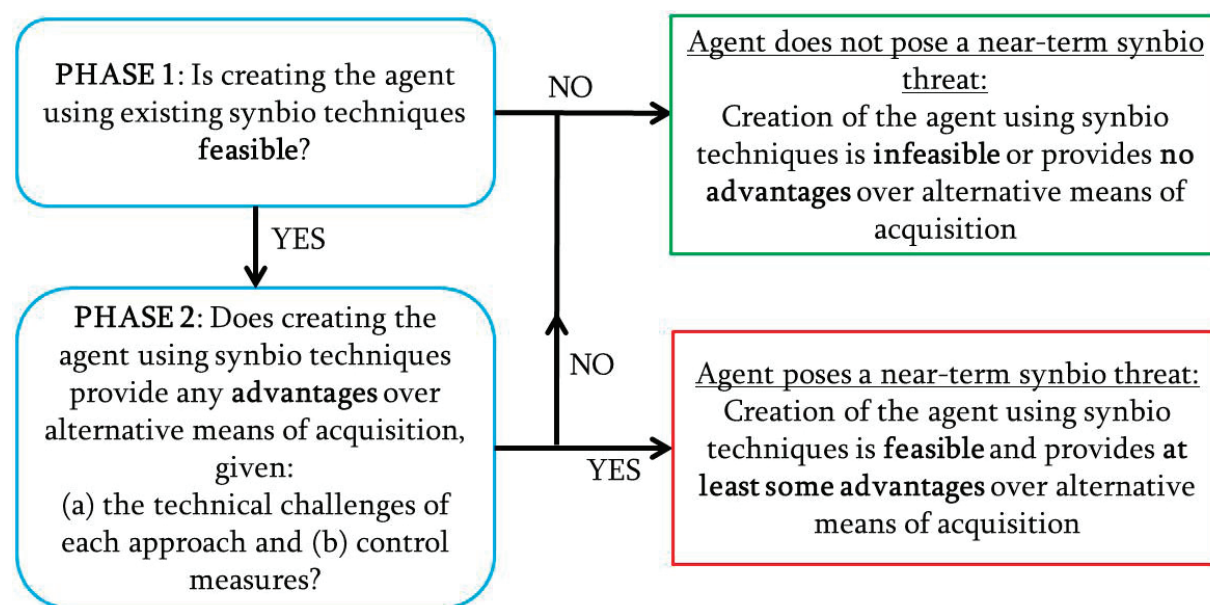 PHASE 1: Is creating the agent
using existing synbio techniques
feasible?
NO
Agent does not pose a near-term synbio
threat:
Creation of the agent using synbio
techniques is infeasible or provides no
advantages over alternative means of
acquisition
YES
PHASE 2: Does creating the
agent using synbio techniques
provide any advantages over
alternative means of acquisition,
given:
(a) the technical challenges of
each approach and (b) control
measures?
NO
YES
Agent poses a near-term synbio threat:
Creation of the agent using synbio
techniques is feasible and provides at
least some advantages over alternative
means of acquisition